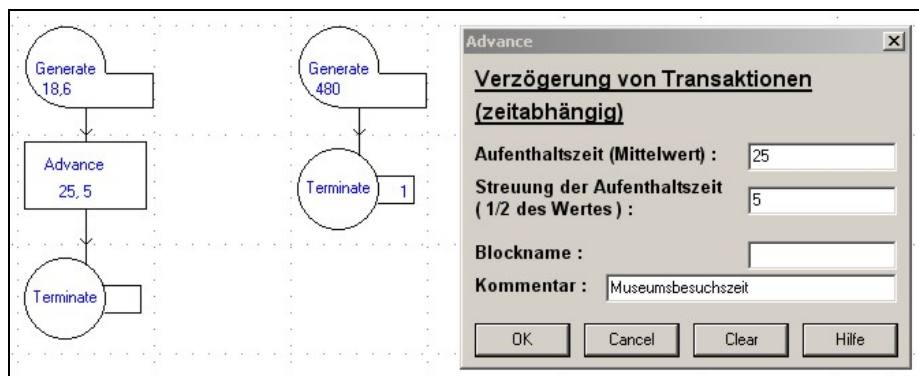 Generate
18,6
Advance
25, 5
Terminate
Generate
480
Terminate
1
Advance
Verzögerung von Transaktionen
(zeitabhängig)
Aufenthaltszeit (Mittelwert) :
25
Streuung der Aufenthaltszeit
( 1/2 des Wertes ) :
5
Blockname :
Kommentar :
Museumsbesuchszeit
OK
Cancel
Clear
Hilfe